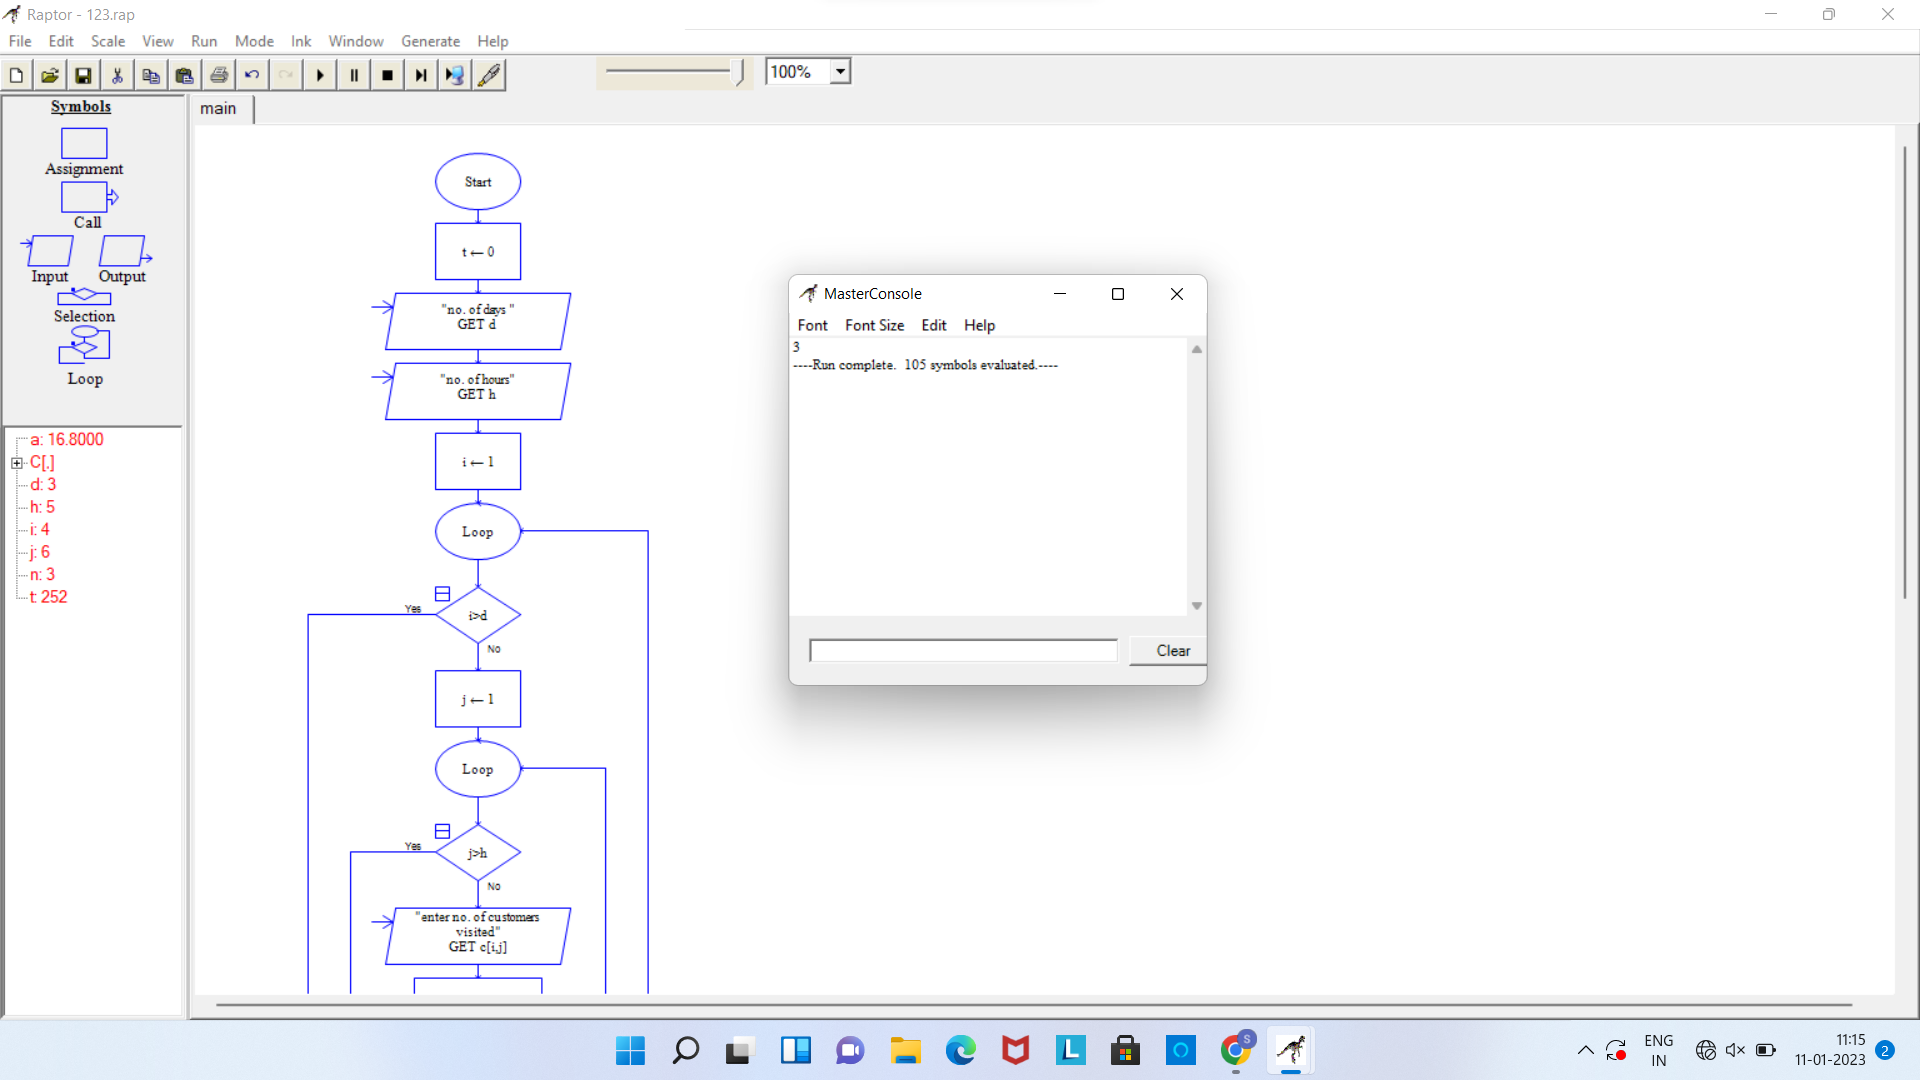 Raptor - 123.rap
File Edit Scale View Run Mode Ink Window Generate Help
100%
Symbols
Assignment
Call
Input Output
Selection
Loop
a: 16.8000
C[,]
d: 3
h: 5
i: 4
j: 6
n: 3
t: 252
main
Start
t ← 0
"no. of days "
GET d
"no. of hours"
GET h
i ← 1
Loop
Yes
i>d
No
j ← 1
Loop
Yes
j>h
No
"enter no. of customers
visited"
GET c[i,j]
MasterConsole
Font Font Size Edit Help
3
----Run complete.  105 symbols evaluated.----
Clear
S
L
ENG
IN
11:15
11-01-2023
2